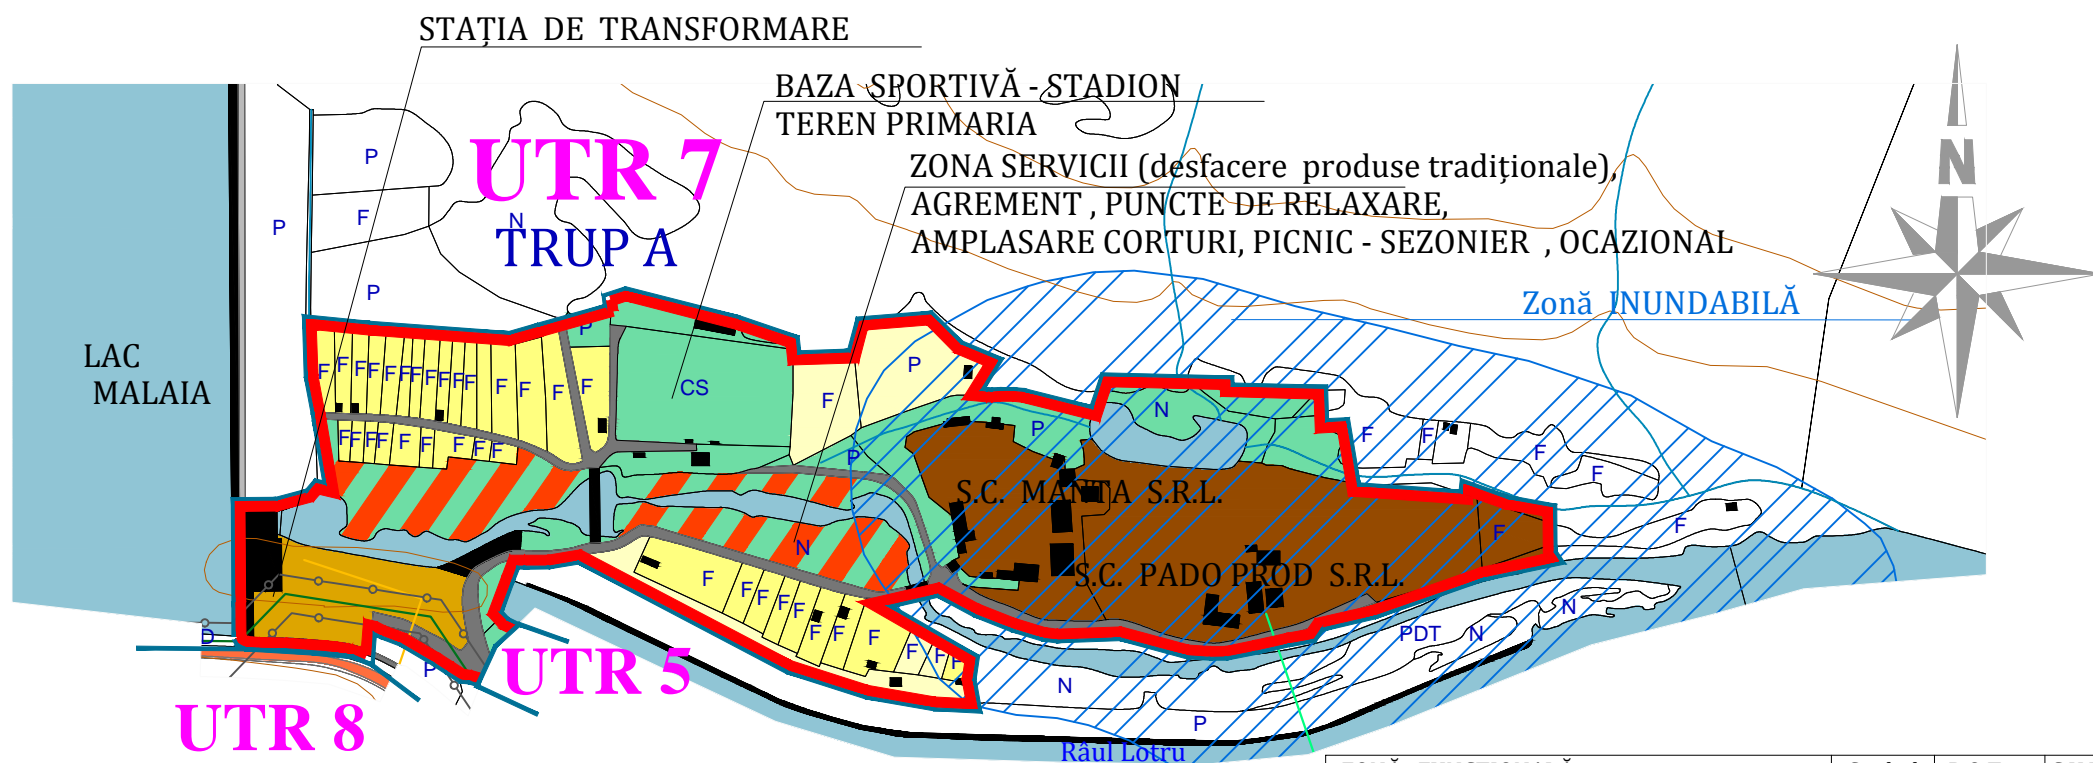 STAȚIA DE TRANSFORMARE
BAZA SPORTIVĂ - STADION
TEREN PRIMARIA
ZONA SERVICII (desfacere produse tradiționale),
AGREMENT , PUNCTE DE RELAXARE,
AMPLASARE CORTURI, PICNIC - SEZONIER , OCAZIONAL
N
UTR 7
TRUP A
P
F
P
N
P
Zonă INUNDABILĂ
LAC
MALAIA
P
F F F F F F F F F F F F F F F
CS
F
P
F F F F F F F F F
P
P
N
F F F F F
S.C. MANTA S.R.L.
F
F
N
S.C. PADO PROD S.R.L.
F F F F F F F F F F F
D
P
UTR 5
UTR 8
PDT N N
N
P
Râul Lotru